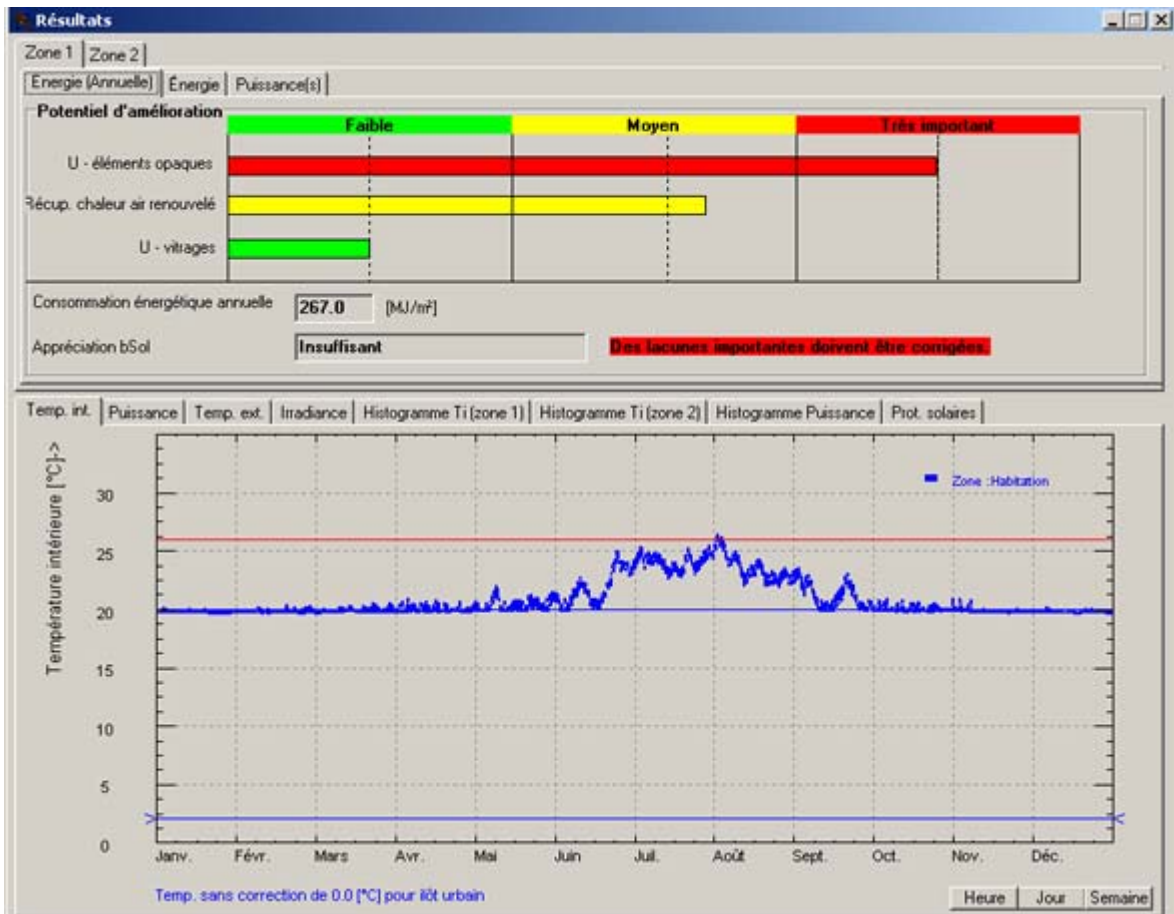 Résultats
Zone 1 Zone 2
Energie (Annuelle) Énergie Puissance(s)
Potentiel d'amélioration
Faible Moyen Très important
U - éléments opaques
Récup. chaleur air renouvelé
U - vitrages
Consommation énergétique annuelle 267.0 [MJ/m²]
Appréciation bSol Insuffisant Des lacunes importantes doivent être corrigées.
Temp. int. Puissance Temp. ext. Irradiance Histogramme Ti (zone 1) Histogramme Ti (zone 2) Histogramme Puissance Prot. solaires
Température intérieure [°C]->
Zone :Habitation
30
25
20
15
10
5
0
> <
Janv. Févr. Mars Avr. Mai Juin Juil. Août Sept. Oct. Nov. Déc.
Temp. sans correction de 0.0 [°C] pour ilôt urbain
Heure Jour Semaine